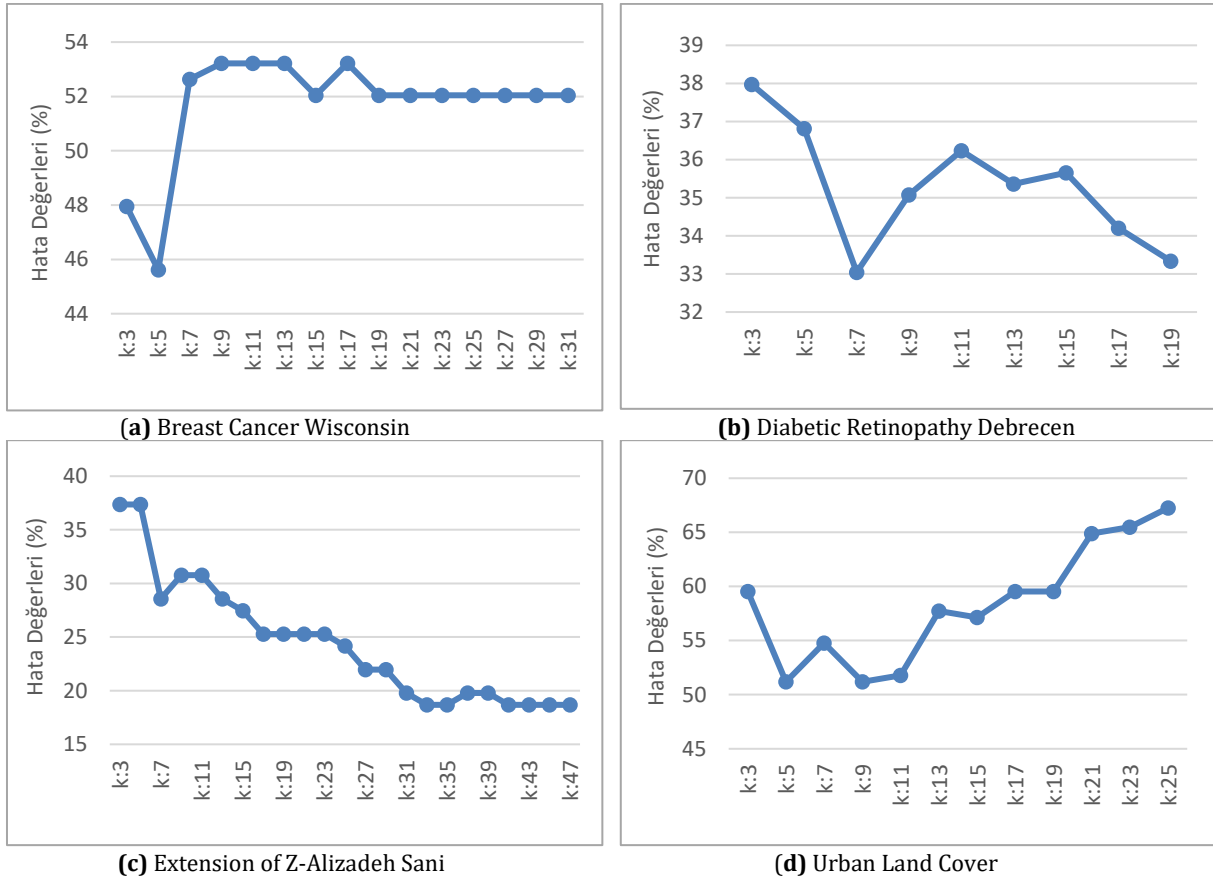 54
52
50
48
46
44
Hata Değerleri (%)
k:3
k:5
k:7
k:9
k:11
k:13
k:15
k:17
k:19
k:21
k:23
k:25
k:27
k:29
k:31
(a) Breast Cancer Wisconsin
39
38
37
36
35
34
33
32
Hata Değerleri (%)
k:3
k:5
k:7
k:9
k:11
k:13
k:15
k:17
k:19
(b) Diabetic Retinopathy Debrecen
40
35
30
25
20
15
Hata Değerleri (%)
k:3
k:7
k:11
k:15
k:19
k:23
k:27
k:31
k:35
k:39
k:43
k:47
(c) Extension of Z-Alizadeh Sani
70
65
60
55
50
45
Hata Değerleri (%)
k:3
k:5
k:7
k:9
k:11
k:13
k:15
k:17
k:19
k:21
k:23
k:25
(d) Urban Land Cover